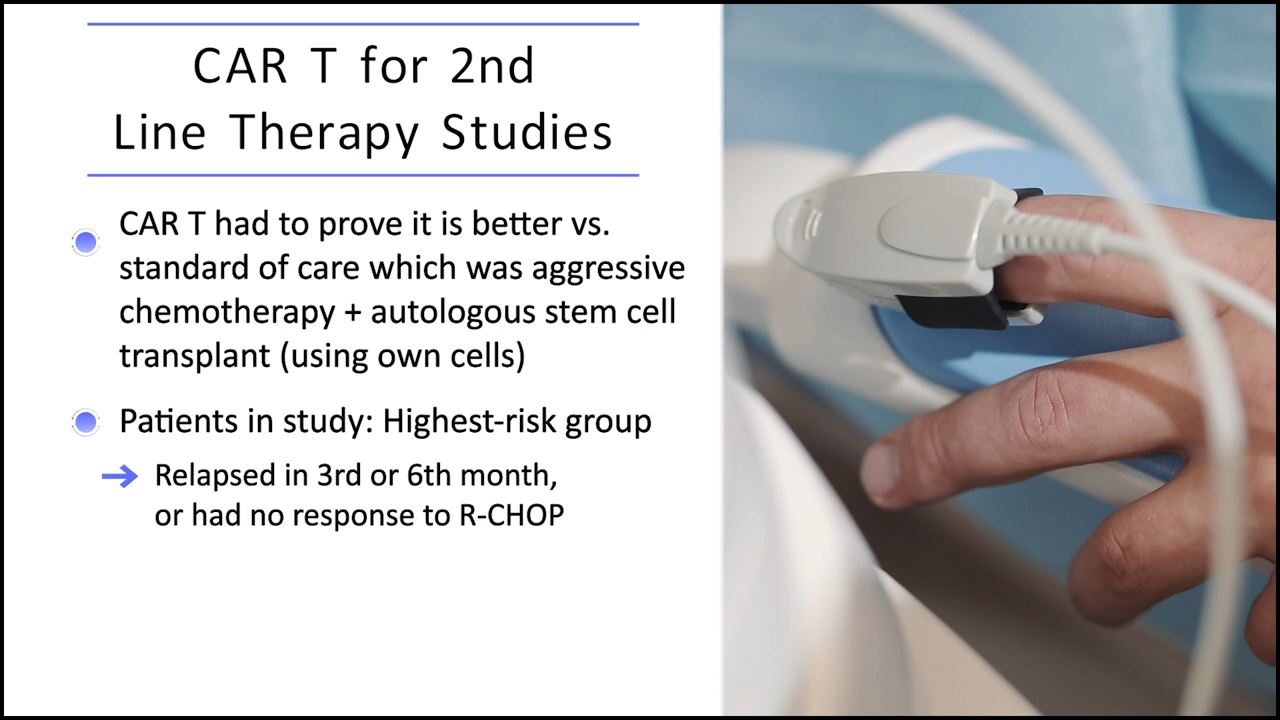 CAR T for 2nd
Line Therapy Studies
CAR T had to prove it is better vs.
standard of care which was aggressive
chemotherapy + autologous stem cell
transplant (using own cells)
Patients in study: Highest-risk group
Relapsed in 3rd or 6th month,
or had no response to R-CHOP